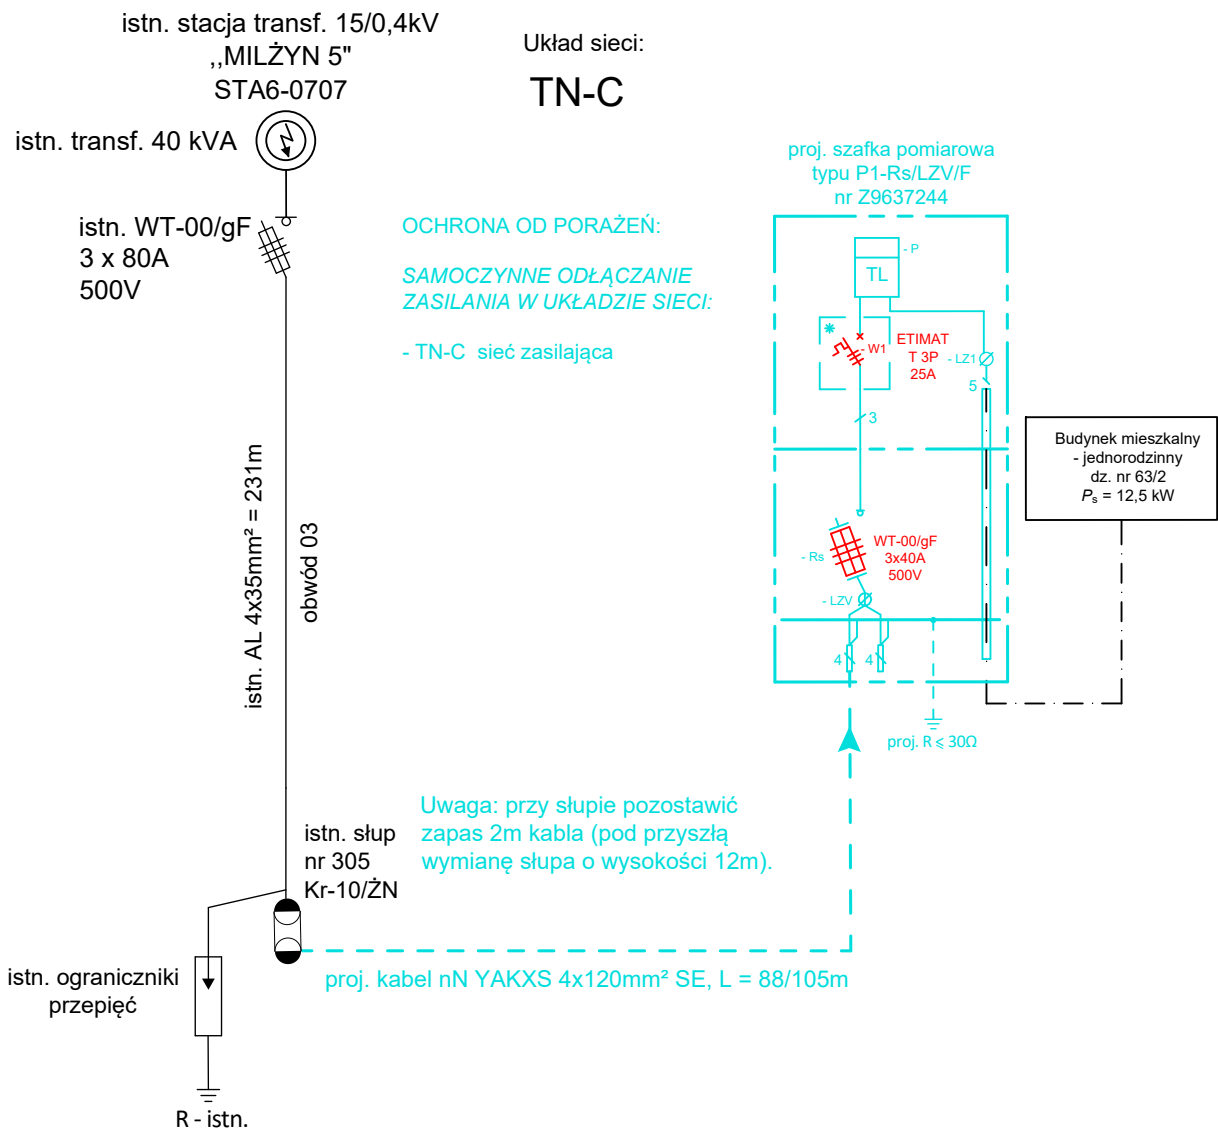 istn. stacja transf. 15/0,4kV
,,MILŻYN 5"
STA6-0707
Układ sieci:
TN-C
istn. transf. 40 kVA
istn. WT-00/gF
3 x 80A
500V
OCHRONA OD PORAŻEŃ:
SAMOCZYNNE ODŁĄCZANIE
ZASILANIA W UKŁADZIE SIECI:
- TN-C  sieć zasilająca
proj. szafka pomiarowa
typu P1-Rs/LZV/F
nr Z9637244
- P
TL
- W1
ETIMAT
T 3P
25A
- LZ1
5
3
Budynek mieszkalny
- jednorodzinny
dz. nr 63/2
Ps = 12,5 kW
- Rs
WT-00/gF
3x40A
500V
- LZV
4
4
proj. R ⩽ 30Ω
istn. AL 4x35mm² = 231m
obwód 03
Uwaga: przy słupie pozostawić
zapas 2m kabla (pod przyszłą
wymianę słupa o wysokości 12m).
istn. słup
nr 305
Kr-10/ŻN
proj. kabel nN YAKXS 4x120mm² SE, L = 88/105m
istn. ograniczniki
przepięć
R - istn.